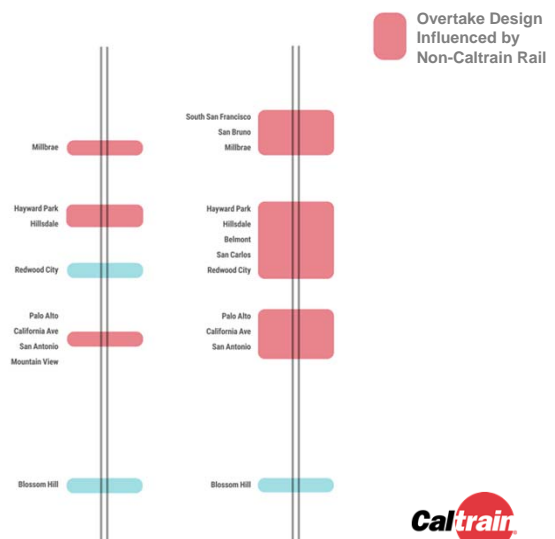 Overtake Design
Influenced by
Non-Caltrain Rail
Millbrae
Hayward Park
Hillsdale
Redwood City
Palo Alto
California Ave
San Antonio
Mountain View
Blossom Hill
South San Francisco
San Bruno
Millbrae
Hayward Park
Hillsdale
Belmont
San Carlos
Redwood City
Palo Alto
California Ave
San Antonio
Blossom Hill
Caltrain